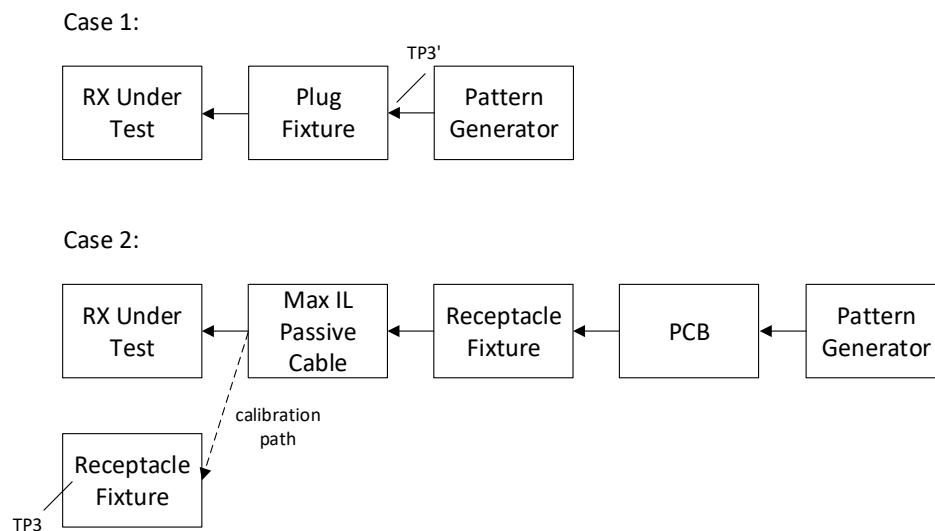 Case 1:
TP3'
RX Under
Test
Plug
Fixture
Pattern
Generator
Case 2:
RX Under
Test
Max IL
Passive
Cable
Receptacle
Fixture
PCB
Pattern
Generator
calibration
path
Receptacle
Fixture
TP3